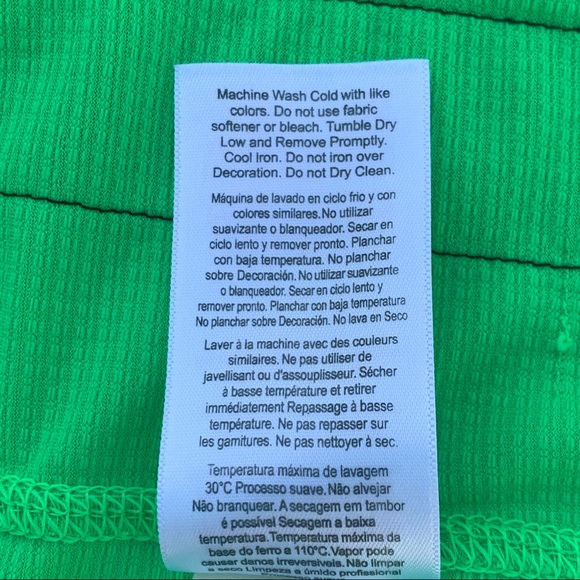 Machine Wash Cold with like
colors. Do not use fabric
softener or bleach. Tumble Dry
Low and Remove Promptly.
Cool Iron. Do not iron over
Decoration. Do not Dry Clean.
Máquina de lavado en ciclo frio y con
colores similares.No utilizar
suavizante o blanqueador. Secar en
ciclo lento y remover pronto. Planchar
con baja temperatura. No planchar
sobre Decoración. No utilizar suavizante
o blanqueador. Secar en ciclo lento y
remover pronto. Planchar con baja temperatura
No planchar sobre Decoración. No lava en Seco
Laver à la machine avec des couleurs
similaires. Ne pas utiliser de
javellisant ou d'assouplisseur. Sécher
à basse température et retirer
immédiatement Repassage à basse
température. Ne pas repasser sur
les garnitures. Ne pas nettoyer à sec.
Temperatura máxima de lavagem
30°C Processo suave. Não alvejar
Não branquear. A secagem em tambor
é possível Secagem a baixa
temperatura. Temperatura máxima da
base do ferro a 110°C. Vapor pode
causar danos irreversíveis. Não limpar
a seco Limpeza a úmido profissional